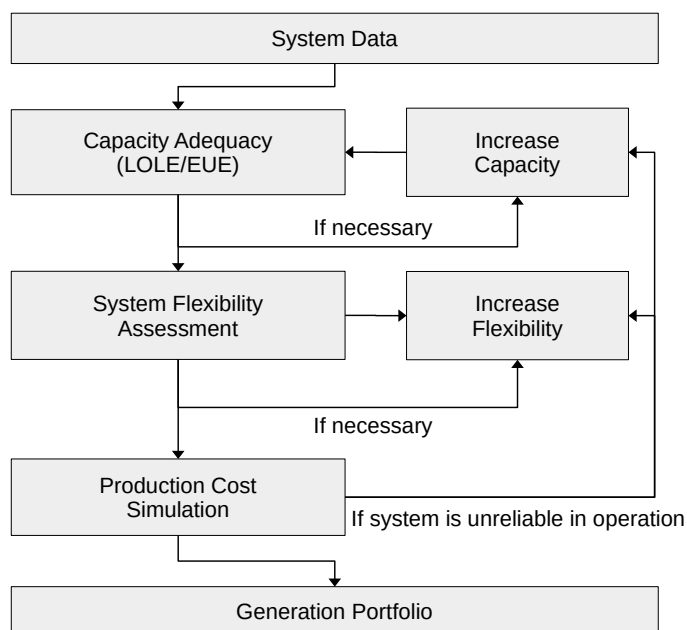 System Data
Capacity Adequacy
(LOLE/EUE)
Increase
Capacity
If necessary
System Flexibility
Assessment
Increase
Flexibility
If necessary
Production Cost
Simulation
If system is unreliable in operation
Generation Portfolio